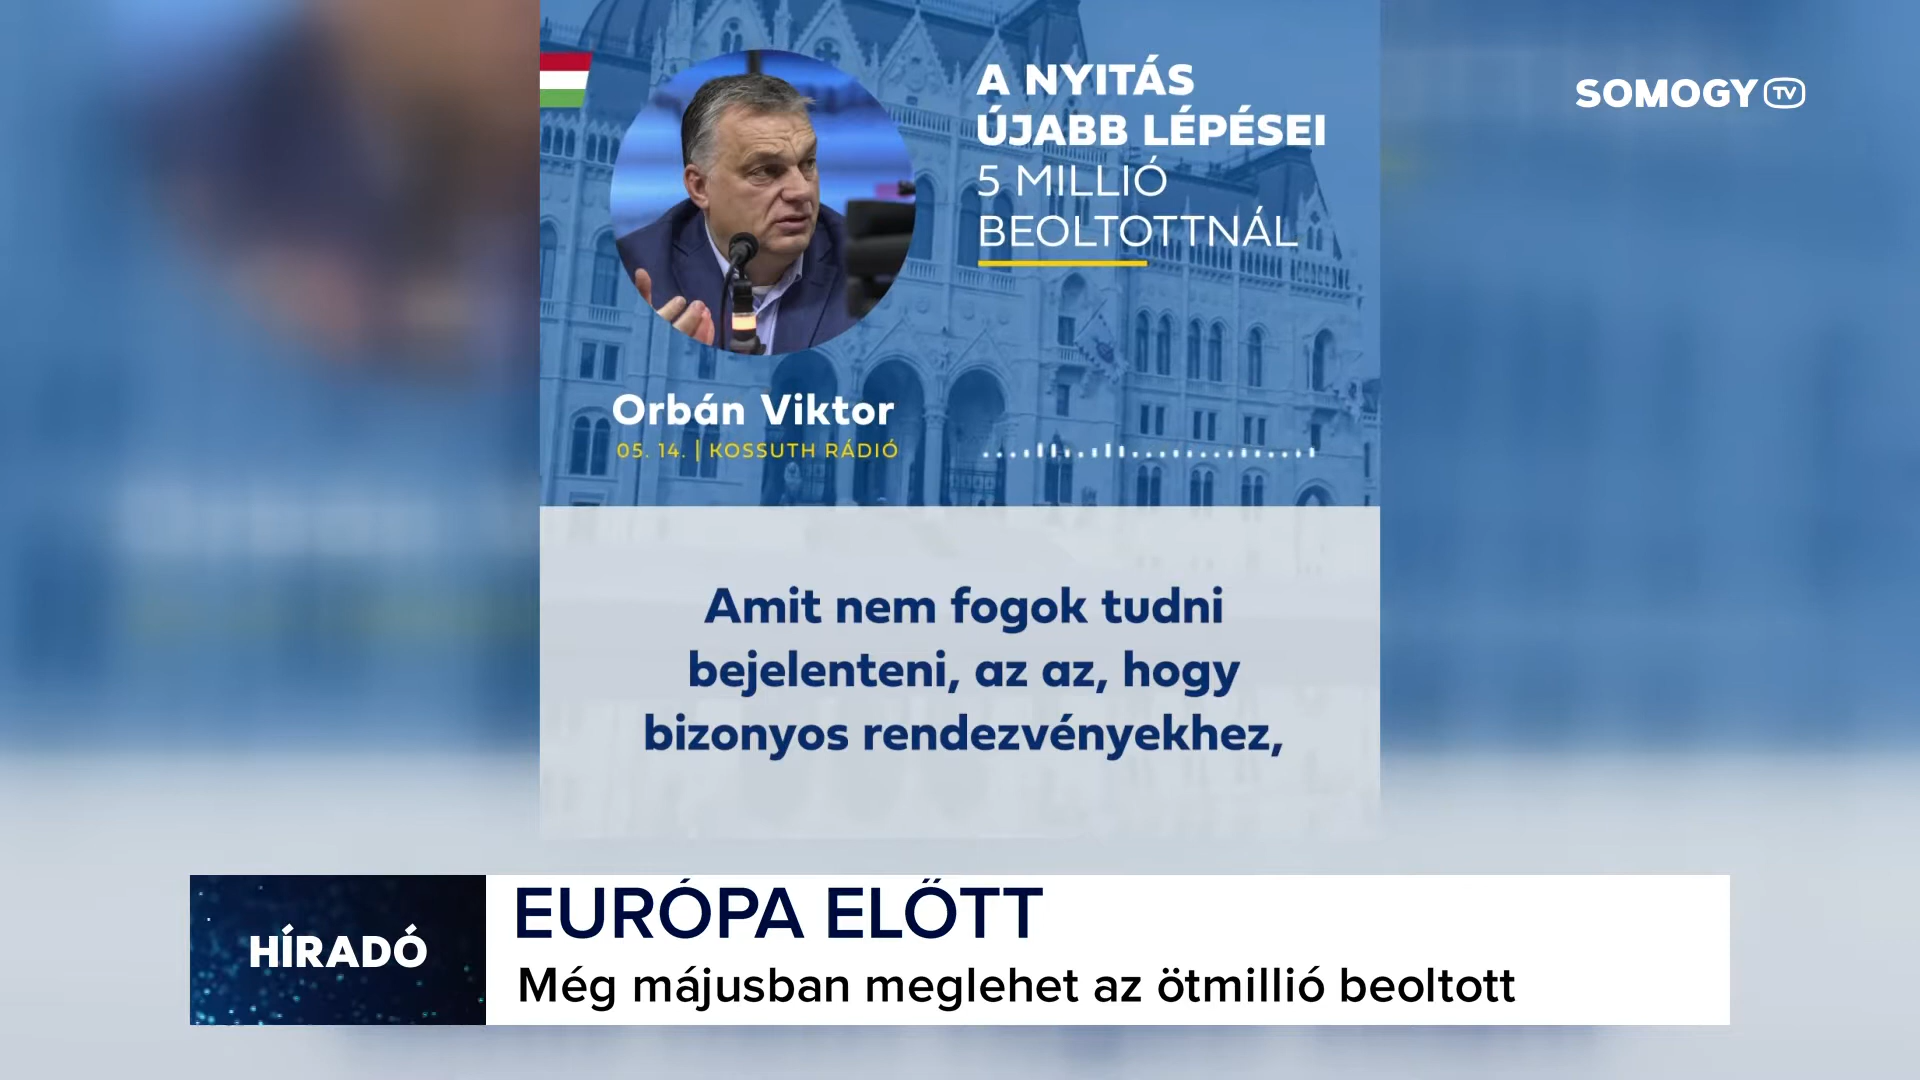 A NYITÁS
ÚJABB LÉPÉSEI
5 MILLIÓ
BEOLTOTTNÁL
SOMOGY TV
Orbán Viktor
05. 14. | KOSSUTH RÁDIÓ
Amit nem fogok tudni
bejelenteni, az az, hogy
bizonyos rendezvényekhez,
HÍRADÓ
EURÓPA ELŐTT
Még májusban meglehet az ötmillió beoltott